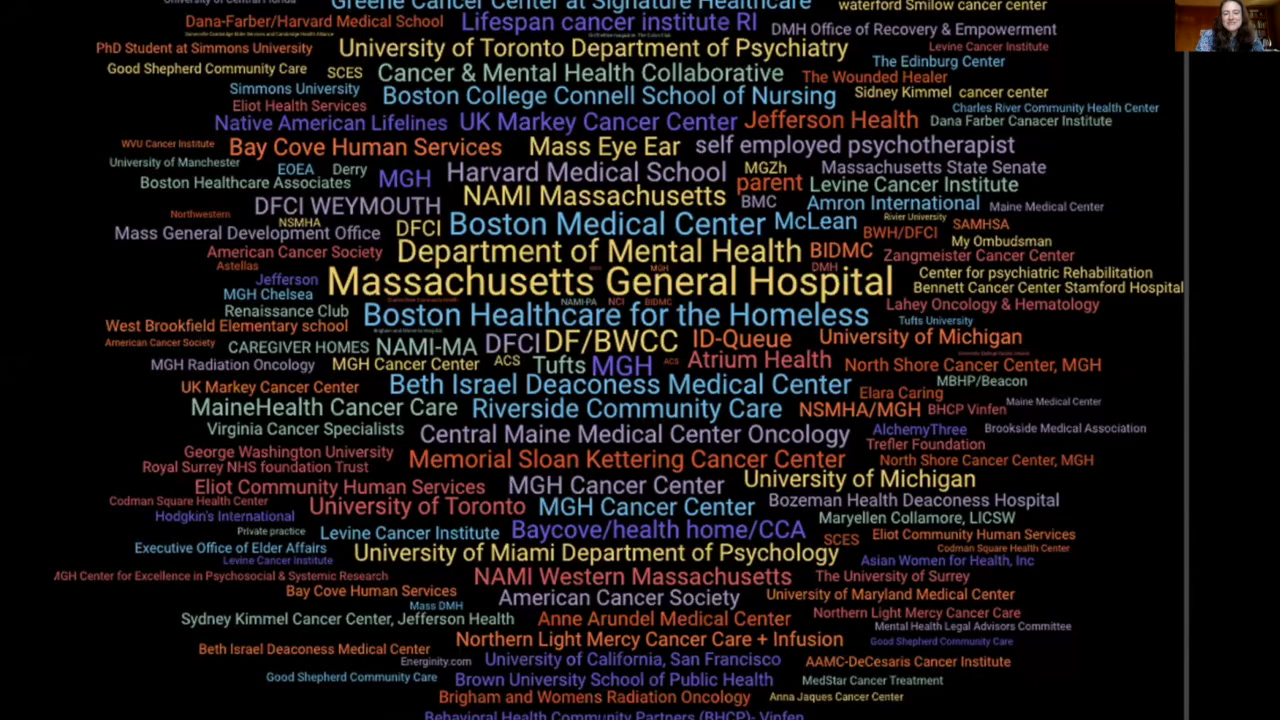 Greene Cancer Center at Signature Healthcare
waterford Smilow cancer center
Dana-Farber/Harvard Medical School
Lifespan cancer institute RI
DMH Office of Recovery & Empowerment
PhD Student at Simmons University
University of Toronto Department of Psychiatry
Levine Cancer Institute
Good Shepherd Community Care
SCES
Cancer & Mental Health Collaborative
The Edinburg Center
The Wounded Healer
Simmons University
Boston College Connell School of Nursing
Sidney Kimmel cancer center
Eliot Health Services
Charles River Community Health Center
Native American Lifelines
UK Markey Cancer Center
Jefferson Health
Dana Farber Canacer Institute
WVU Cancer Institute
Bay Cove Human Services
Mass Eye Ear
self employed psychotherapist
University of Manchester
EOEA
Derry
Harvard Medical School
MGZh
Massachusetts State Senate
Boston Healthcare Associates
MGH
parent
Levine Cancer Institute
DFCI WEYMOUTH
NAMI Massachusetts
BMC
Amron International
Maine Medical Center
Northwestern
NSMHA
DFCI
Boston Medical Center
McLean
Rivier University
SAMHSA
Mass General Development Office
BWH/DFCI
My Ombudsman
American Cancer Society
Department of Mental Health
BIDMC
Zangmeister Cancer Center
Astellas
MGH
DMH
Jefferson
Massachusetts General Hospital
Center for psychiatric Rehabilitation
MGH Chelsea
Bennett Cancer Center Stamford Hospital
NAMI-PA
NCI
BIDMC
Renaissance Club
Boston Healthcare for the Homeless
Lahey Oncology & Hematology
West Brookfield Elementary school
Tufts University
American Cancer Society
CAREGIVER HOMES
NAMI-MA
DFCI
DF/BWCC
ID-Queue
University of Michigan
MGH Radiation Oncology
MGH Cancer Center
ACS
Tufts
MGH
ACS
Atrium Health
North Shore Cancer Center, MGH
UK Markey Cancer Center
Beth Israel Deaconess Medical Center
MBHP/Beacon
Elara Caring
MaineHealth Cancer Care
Riverside Community Care
NSMHA/MGH
BHCP Vinfen
Maine Medical Center
Virginia Cancer Specialists
Central Maine Medical Center Oncology
AlchemyThree
Brookside Medical Association
George Washington University
Trefler Foundation
Royal Surrey NHS foundation Trust
Memorial Sloan Kettering Cancer Center
North Shore Cancer Center, MGH
Eliot Community Human Services
MGH Cancer Center
University of Michigan
Codman Square Health Center
University of Toronto
MGH Cancer Center
Bozeman Health Deaconess Hospital
Hodgkin's International
Maryellen Collamore, LICSW
Private practice
Levine Cancer Institute
Baycove/health home/CCA
SCES
Eliot Community Human Services
Executive Office of Elder Affairs
University of Miami Department of Psychology
Codman Square Health Center
Levine Cancer Institute
Asian Women for Health, Inc
MGH Center for Excellence in Psychosocial & Systemic Research
NAMI Western Massachusetts
The University of Surrey
Bay Cove Human Services
American Cancer Society
University of Maryland Medical Center
Mass DMH
Sydney Kimmel Cancer Center, Jefferson Health
Anne Arundel Medical Center
Northern Light Mercy Cancer Care
Mental Health Legal Advisors Committee
Northern Light Mercy Cancer Care + Infusion
Good Shepherd Community Care
Beth Israel Deaconess Medical Center
Energinity.com
University of California, San Francisco
AAMC-DeCesaris Cancer Institute
Good Shepherd Community Care
Brown University School of Public Health
MedStar Cancer Treatment
Brigham and Womens Radiation Oncology
Anna Jaques Cancer Center
Behavioral Health Community Partners (BHCP)- Vinfen